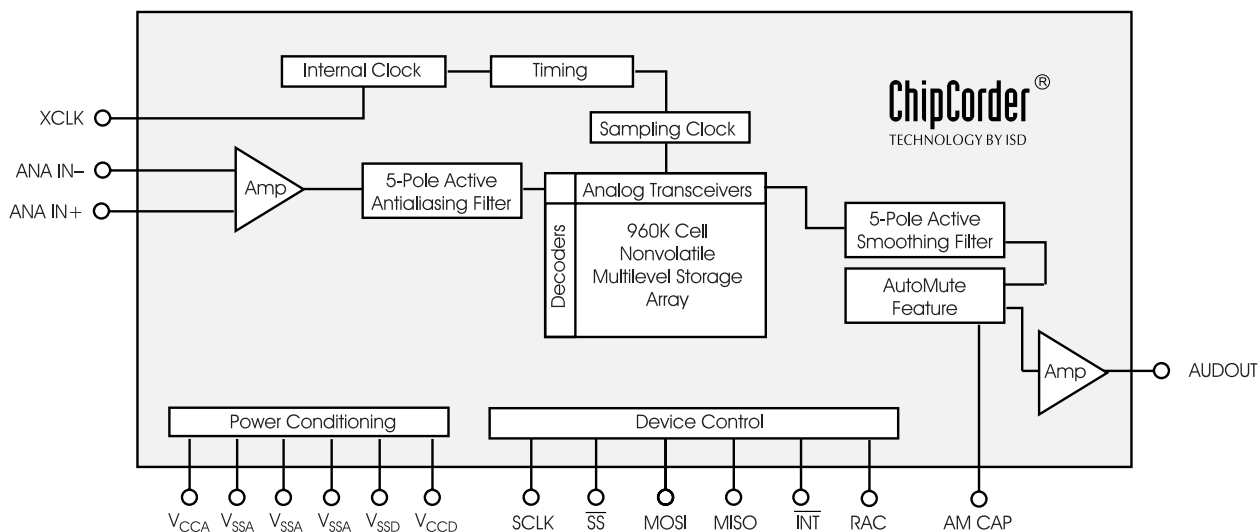 Internal Clock
Timing
ChipCorder®
TECHNOLOGY BY ISD
XCLK
Sampling Clock
ANA IN–
ANA IN+
Amp
5-Pole Active
Antialiasing Filter
Decoders
Analog Transceivers
960K Cell
Nonvolatile
Multilevel Storage
Array
5-Pole Active
Smoothing Filter
AutoMute
Feature
Amp
AUDOUT
Power Conditioning
Device Control
VCCA
VSSA
VSSA
VSSA
VSSD
VCCD
SCLK
S̅S̅
MOSI
MISO
I̅N̅T̅
RAC
AM CAP